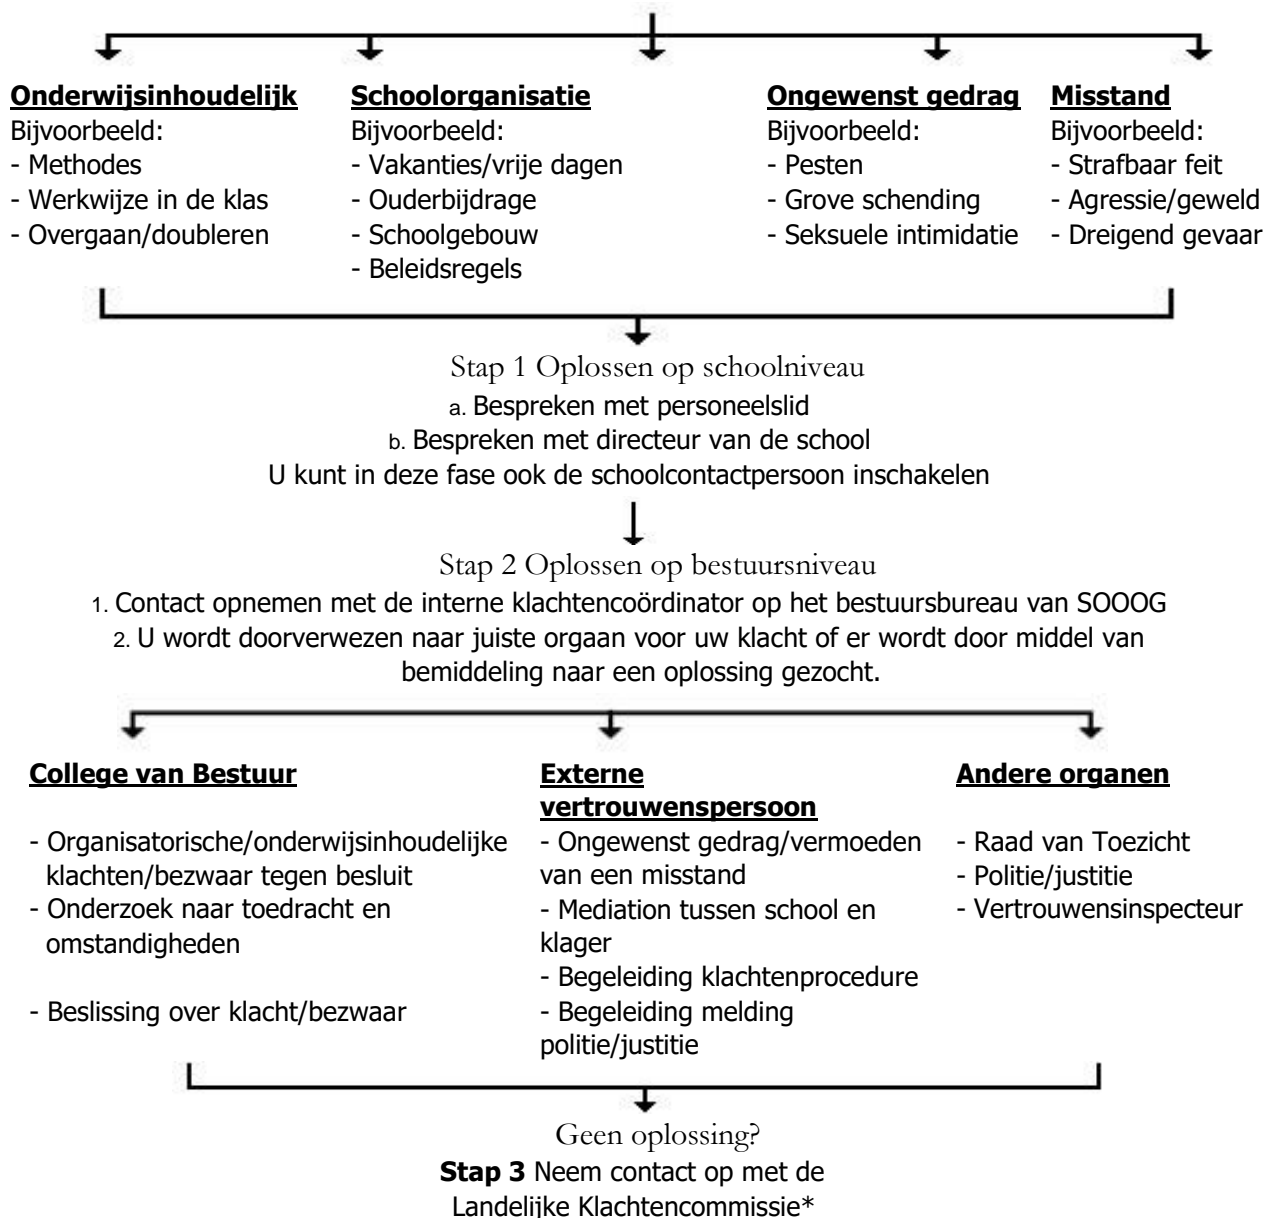 Onderwijsinhoudelijk
Bijvoorbeeld:
- Methodes
- Werkwijze in de klas
- Overgaan/doubleren
Schoolorganisatie
Bijvoorbeeld:
- Vakanties/vrije dagen
- Ouderbijdrage
- Schoolgebouw
- Beleidsregels
Ongewenst gedrag
Bijvoorbeeld:
- Pesten
- Grove schending
- Seksuele intimidatie
Misstand
Bijvoorbeeld:
- Strafbaar feit
- Agressie/geweld
- Dreigend gevaar
Stap 1 Oplossen op schoolniveau
a. Bespreken met personeelslid
b. Bespreken met directeur van de school
U kunt in deze fase ook de schoolcontactpersoon inschakelen
Stap 2 Oplossen op bestuursniveau
1. Contact opnemen met de interne klachtencoördinator op het bestuursbureau van SOOOG
2. U wordt doorverwezen naar juiste orgaan voor uw klacht of er wordt door middel van
bemiddeling naar een oplossing gezocht.
College van Bestuur
- Organisatorische/onderwijsinhoudelijke
klachten/bezwaar tegen besluit
- Onderzoek naar toedracht en
omstandigheden
- Beslissing over klacht/bezwaar
Externe
vertrouwenspersoon
- Ongewenst gedrag/vermoeden
van een misstand
- Mediation tussen school en
klager
- Begeleiding klachtenprocedure
- Begeleiding melding
politie/justitie
Andere organen
- Raad van Toezicht
- Politie/justitie
- Vertrouwensinspecteur
Geen oplossing?
Stap 3 Neem contact op met de
Landelijke Klachtencommissie*